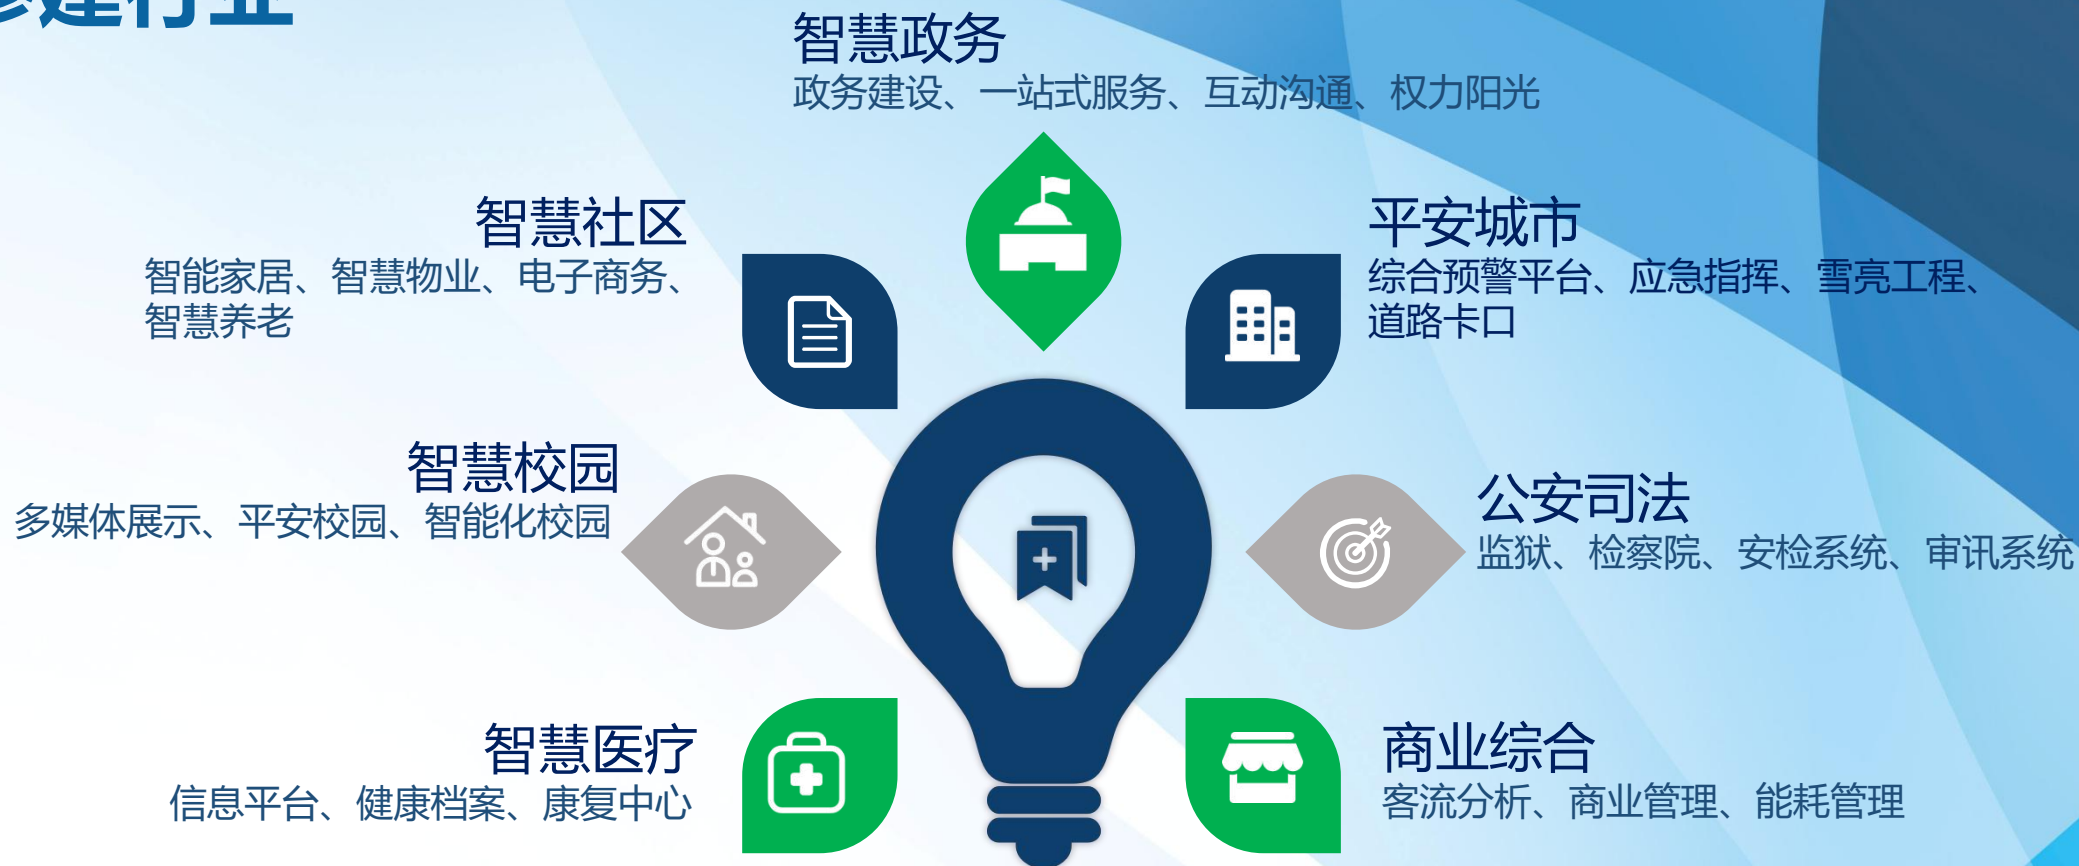 参建行业
智慧政务
政务建设、一站式服务、互动沟通、权力阳光
智慧社区
智能家居、智慧物业、电子商务、
智慧养老
平安城市
综合预警平台、应急指挥、雪亮工程、
道路卡口
智慧校园
多媒体展示、平安校园、智能化校园
公安司法
监狱、检察院、安检系统、审讯系统
智慧医疗
信息平台、健康档案、康复中心
商业综合
客流分析、商业管理、能耗管理